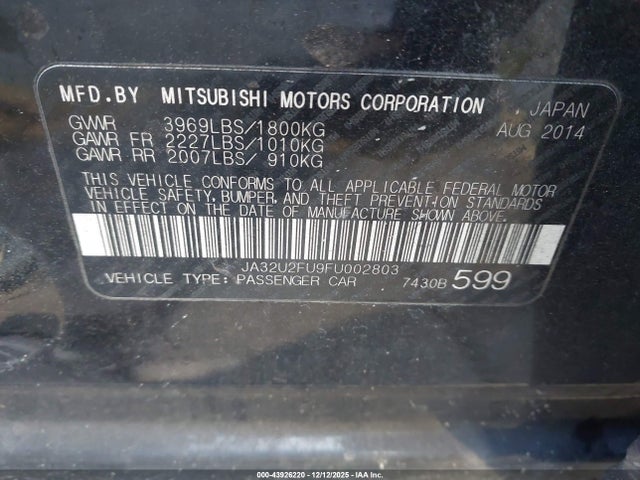 MFD.BY MITSUBISHI MOTORS CORPORATION JAPAN
GWWR 3969LBS/1800KG AUG 2014
GAWR FR 2227LBS/1010KG
GAWR RR 2007LBS/ 910KG
THIS VEHICLE CONFORMS TO ALL APPLICABLE FEDERAL MOTOR
VEHICLE SAFETY, BUMPER, AND THEFT PREVENTION STANDARDS
IN EFFECT ON THE DATE OF MANUFACTURE SHOWN ABOVE.
JA32U2FU9FU002803
VEHICLE TYPE: PASSENGER CAR 7430B 599
000-43926220 - 12/12/2025 - IAA, Inc.